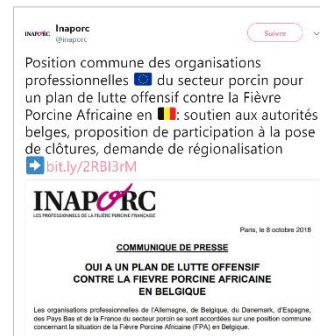 INAPORC
Inaporc
@inaporc
Suivre
Position commune des organisations
professionnelles 🇪🇺 du secteur porcin pour
un plan de lutte offensif contre la Fièvre
Porcine Africaine en 🇧🇪: soutien aux autorités
belges, proposition de participation à la pose
de clôtures, demande de régionalisation
➡️bit.ly/2RBI3rM
INAPORC
LES PROFESSIONNELS DE LA FILIÈRE PORCINE FRANÇAISE
Paris, le 8 octobre 2018
COMMUNIQUE DE PRESSE
OUI A UN PLAN DE LUTTE OFFENSIF
CONTRE LA FIEVRE PORCINE AFRICAINE
EN BELGIQUE
Les organisations professionnelles de l'Allemagne, de Belgique, du Danemark, d'Espagne,
des Pays Bas et de la France du secteur porcin se sont accordées sur une position commune
concernant la situation de la Fièvre Porcine Africaine (FPA) en Belgique.